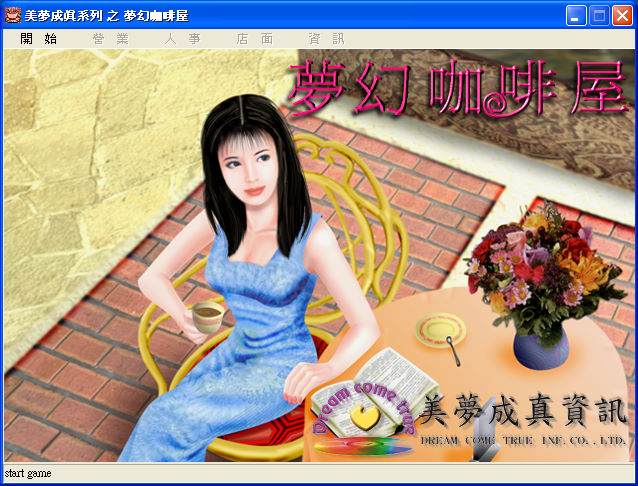 美夢成眞系列 之 夢幻咖啡屋
開 始 營 業 人 事 店 面 資 訊
夢幻咖啡屋
Dream come true
美夢成真資訊
DREAM COME TRUE INF.CO.,LTD.
start game